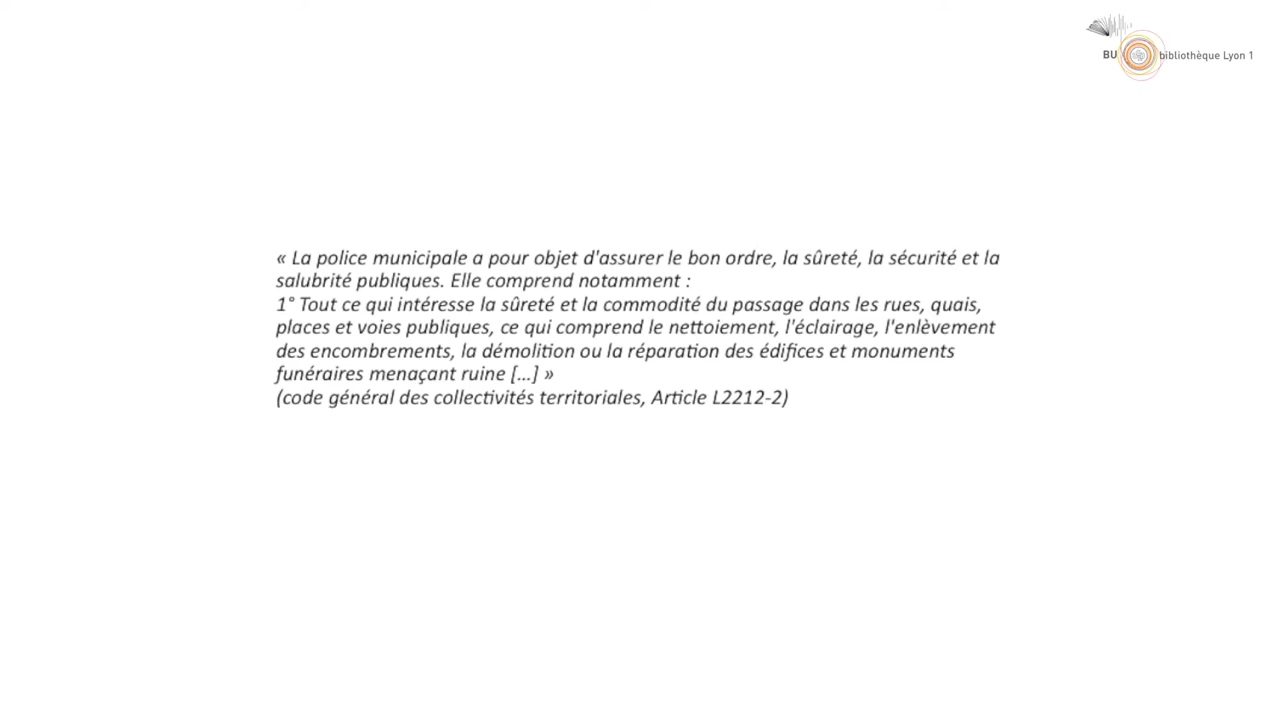 BU bibliothèque Lyon 1
« La police municipale a pour objet d'assurer le bon ordre, la sûreté, la sécurité et la
salubrité publiques. Elle comprend notamment :
1° Tout ce qui intéresse la sûreté et la commodité du passage dans les rues, quais,
places et voies publiques, ce qui comprend le nettoiement, l'éclairage, l'enlèvement
des encombrements, la démolition ou la réparation des édifices et monuments
funéraires menaçant ruine [...] »
(code général des collectivités territoriales, Article L2212-2)